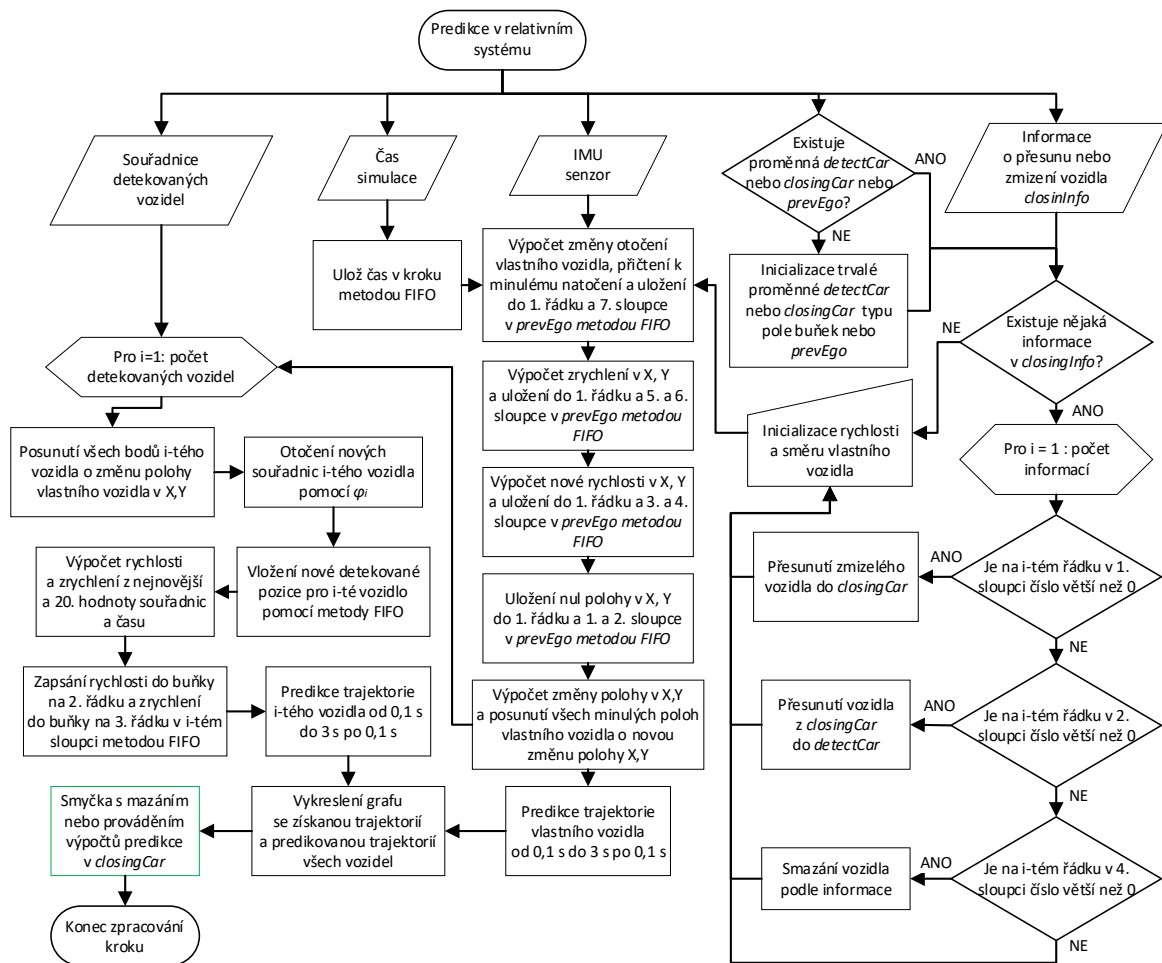 Predikce v relativním
systému
Souřadnice
detekovaných
vozidel
Čas
simulace
IMU
senzor
Existuje
proměnná detectCar
nebo closingCar nebo
prevEgo?
ANO
NE
Informace
o přesunu nebo
zmizení vozidla
closinInfo
Ulož čas v kroku
metodou FIFO
Výpočet změny otočení
vlastního vozidla, přičtení k
minulému natočení a uložení
do 1. řádku a 7. sloupce
v prevEgo metodou FIFO
Inicializace trvalé
proměnné detectCar
nebo closingCar typu
pole buňek nebo
prevEgo
NE
Existuje nějaká
informace
v closingInfo?
ANO
Pro i=1: počet
detekovaných vozidel
Výpočet zrychlení v X, Y
a uložení do 1. řádku a 5. a 6.
sloupce v prevEgo metodou
FIFO
Inicializace rychlosti
a směru vlastního
vozidla
Pro i = 1 : počet
informací
Posunutí všech bodů i-tého
vozidla o změnu polohy
vlastního vozidla v X,Y
Otočení nových
souřadnic i-tého vozidla
pomocí φi
Výpočet nové rychlosti v X, Y
a uložení do 1. řádku a 3. a 4.
sloupce v prevEgo metodou
FIFO
Výpočet rychlosti
a zrychlení z nejnovější
a 20. hodnoty souřadnic
a času
Vložení nové detekované
pozice pro i-té vozidlo
pomocí metody FIFO
Uložení nul polohy v X, Y
do 1. řádku a 1. a 2. sloupce
v prevEgo metodou FIFO
Přesunutí zmizelého
vozidla do closingCar
ANO
Je na i-tém řádku v 1.
sloupci číslo větší než 0
NE
Zapsání rychlosti do buňky
na 2. řádku a zrychlení
do buňky na 3. řádku v i-tém
sloupci metodou FIFO
Predikce trajektorie
i-tého vozidla od 0,1 s
do 3 s po 0,1 s
Výpočet změny polohy v X,Y
a posunutí všech minulých poloh
vlastního vozidla o novou
změnu polohy X,Y
Přesunutí vozidla
z closingCar
do detectCar
ANO
Je na i-tém řádku v 2.
sloupci číslo větší než 0
NE
Smyčka s mazáním
nebo prováděním
výpočtů predikce
v closingCar
Vykreslení grafu
se získanou trajektorií
a predikovanou trajektorií
všech vozidel
Predikce trajektorie
vlastního vozidla
od 0,1 s do 3 s po 0,1 s
Smazání vozidla
podle informace
ANO
Je na i-tém řádku v 4.
sloupci číslo větší než 0
NE
Konec zpracování
kroku